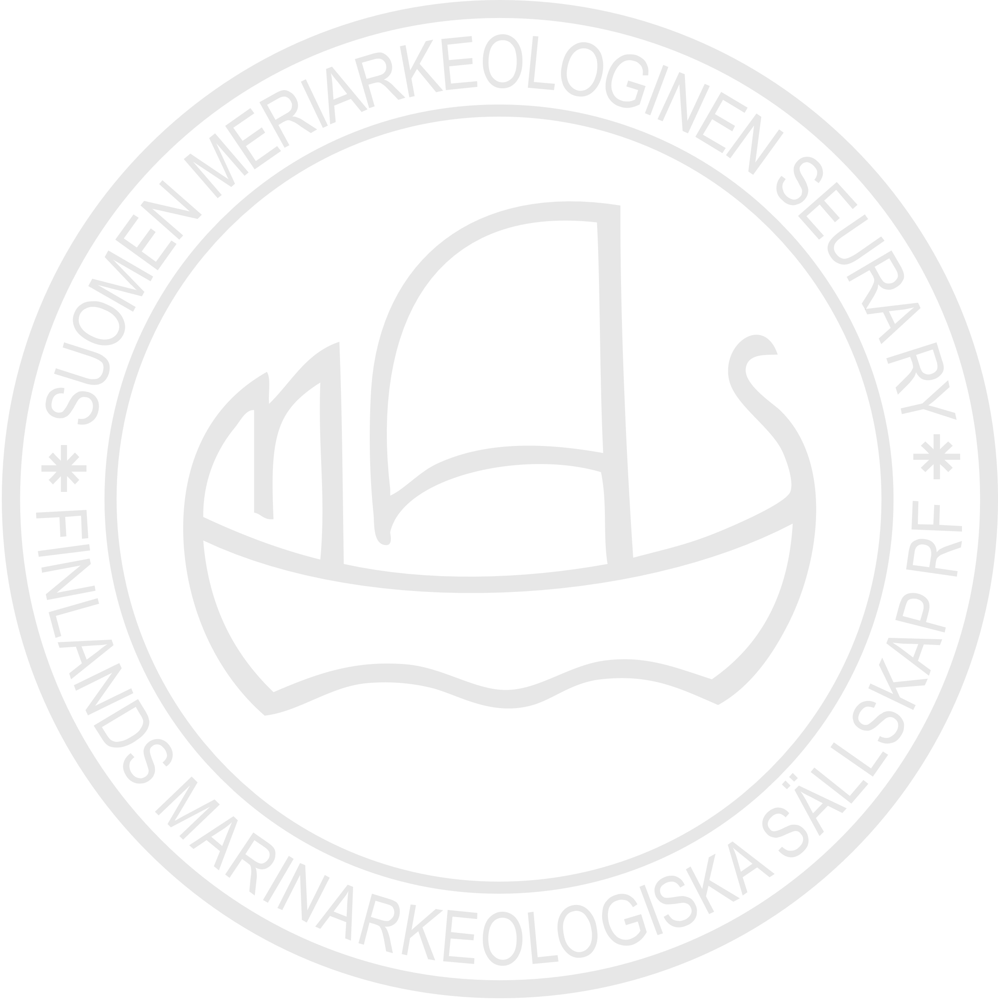 SUOMEN MERIARKEOLOGINEN SEURA RY
✳ FINLANDS MARINARKEOLOGISKA SÄLLSKAP RF ✳